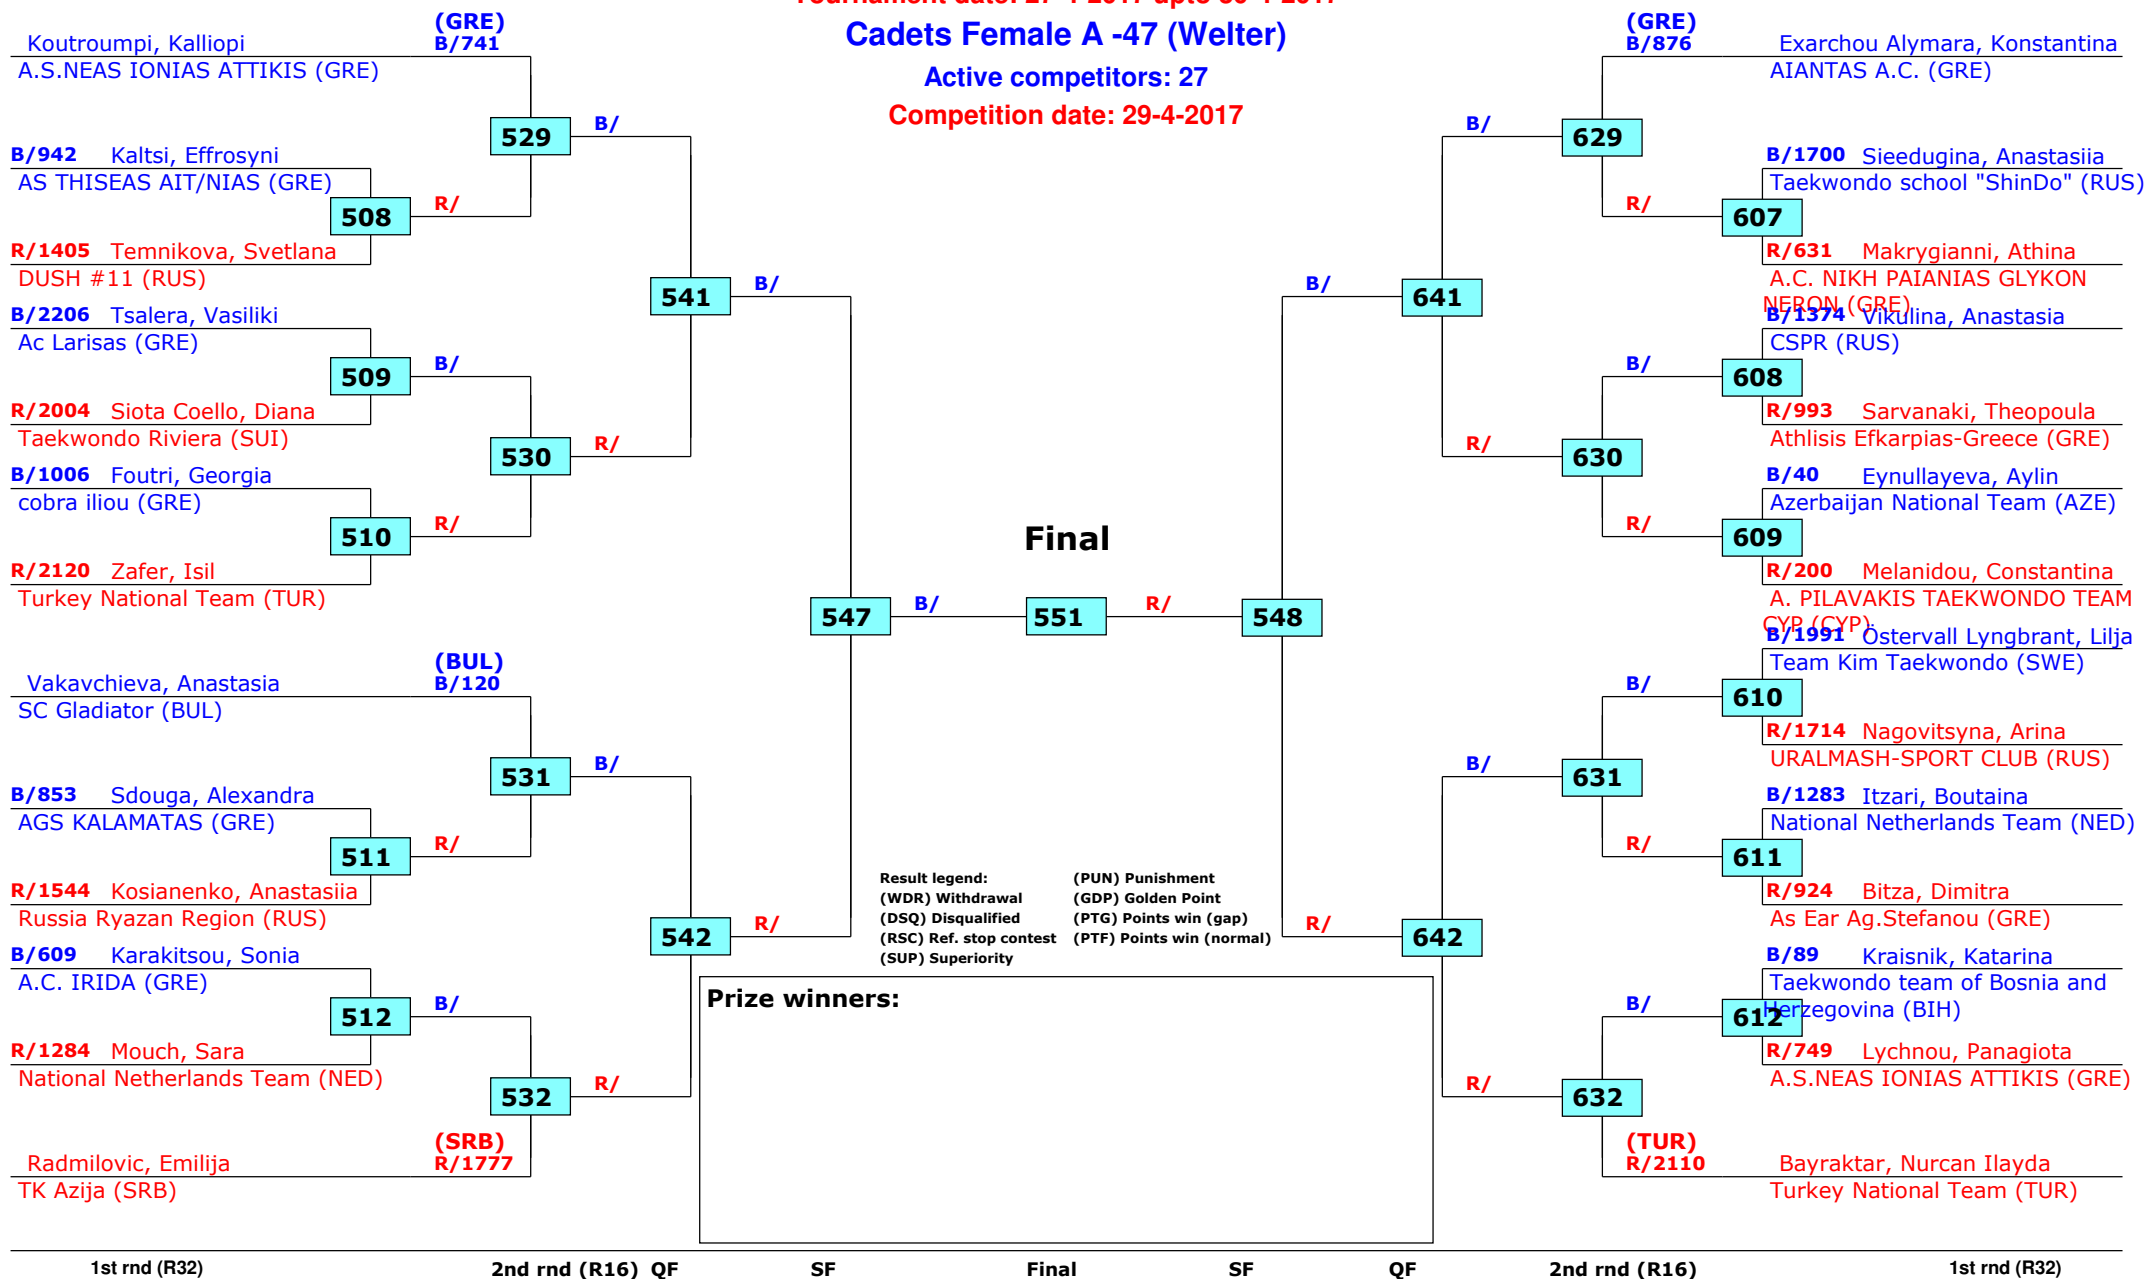 Tournament date: 27-4-2017 upto 30-4-2017
Cadets Female A -47 (Welter)
Active competitors: 27
Competition date: 29-4-2017
Koutroumpi, Kalliopi
(GRE)
B/741
A.S.NEAS IONIAS ATTIKIS (GRE)
529
B/
B/942 Kaltsi, Effrosyni
AS THISEAS AIT/NIAS (GRE)
508
R/
R/1405 Temnikova, Svetlana
DUSH #11 (RUS)
541
B/
B/2206 Tsalera, Vasiliki
Ac Larisas (GRE)
509
B/
R/2004 Siota Coello, Diana
Taekwondo Riviera (SUI)
530
R/
B/1006 Foutri, Georgia
cobra iliou (GRE)
510
R/
R/2120 Zafer, Isil
Turkey National Team (TUR)
547
B/
Vakavchieva, Anastasia
(BUL)
B/120
SC Gladiator (BUL)
531
B/
B/853 Sdouga, Alexandra
AGS KALAMATAS (GRE)
511
R/
R/1544 Kosianenko, Anastasiia
Russia Ryazan Region (RUS)
542
R/
B/609 Karakitsou, Sonia
A.C. IRIDA (GRE)
512
B/
R/1284 Mouch, Sara
National Netherlands Team (NED)
532
R/
Radmilovic, Emilija
(SRB)
R/1777
TK Azija (SRB)
Final
551
R/
548
(GRE)
B/876
Exarchou Alymara, Konstantina
AIANTAS A.C. (GRE)
B/
629
B/1700 Sieedugina, Anastasiia
Taekwondo school "ShinDo" (RUS)
R/
607
R/631 Makrygianni, Athina
A.C. NIKH PAIANIAS GLYKON
NERON (GRE)
B/
641
B/1374 Vikulina, Anastasia
CSPR (RUS)
B/
608
R/993 Sarvanaki, Theopoula
Athlisis Efkarpias-Greece (GRE)
R/
630
B/40 Eynullayeva, Aylin
Azerbaijan National Team (AZE)
R/
609
R/200 Melanidou, Constantina
A. PILAVAKIS TAEKWONDO TEAM
CYP (CYP)
B/1991 Östervall Lyngbrant, Lilja
Team Kim Taekwondo (SWE)
B/
610
R/1714 Nagovitsyna, Arina
URALMASH-SPORT CLUB (RUS)
B/
631
B/1283 Itzari, Boutaina
National Netherlands Team (NED)
R/
611
R/924 Bitza, Dimitra
As Ear Ag.Stefanou (GRE)
R/
642
B/89 Kraisnik, Katarina
Taekwondo team of Bosnia and
Herzegovina (BIH)
B/
612
R/749 Lychnou, Panagiota
A.S.NEAS IONIAS ATTIKIS (GRE)
R/
632
(TUR)
R/2110
Bayraktar, Nurcan Ilayda
Turkey National Team (TUR)
Result legend: (PUN) Punishment
(WDR) Withdrawal (GDP) Golden Point
(DSQ) Disqualified (PTG) Points win (gap)
(RSC) Ref. stop contest (PTF) Points win (normal)
(SUP) Superiority
Prize winners:
1st rnd (R32) 2nd rnd (R16) QF SF Final SF QF 2nd rnd (R16) 1st rnd (R32)